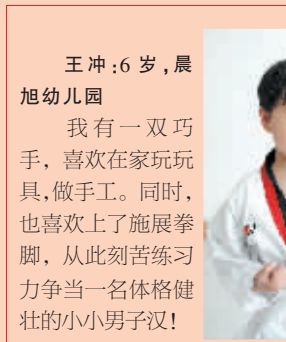 王冲:6 岁,晨
旭幼儿园
我有一双巧
手，喜欢在家玩玩
具,做手工。同时,
也喜欢上了施展拳
脚，从此刻苦练习
力争当一名体格健
壮的小小男子汉!